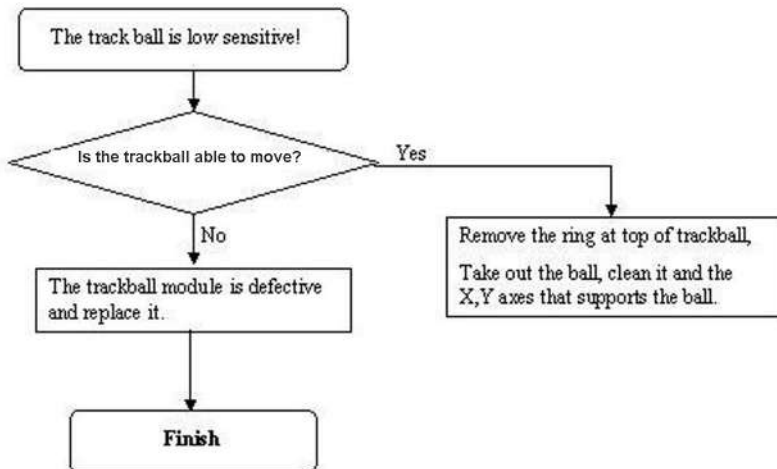 The track ball is low sensitive!
Is the trackball able to move?
Yes
No
Remove the ring at top of trackball,
Take out the ball, clean it and the
X,Y axes that supports the ball.
The trackball module is defective
and replace it.
Finish